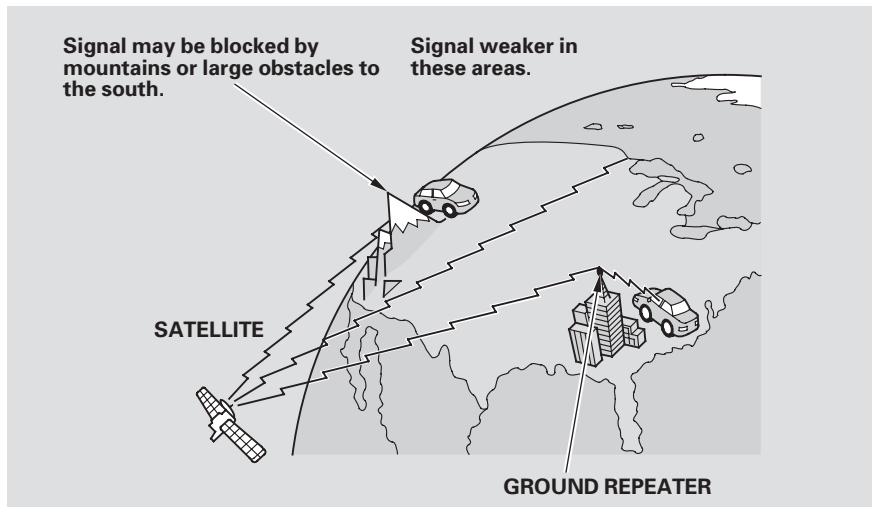 Signal may be blocked by
mountains or large obstacles to
the south.
Signal weaker in
these areas.
SATELLITE
GROUND REPEATER